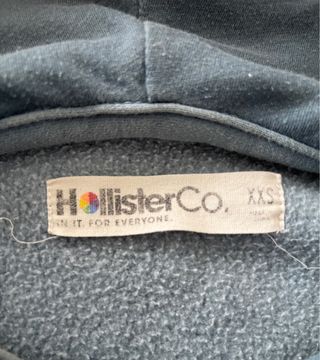 HollisterCo.
IN IT. FOR EVERYONE.
XXS